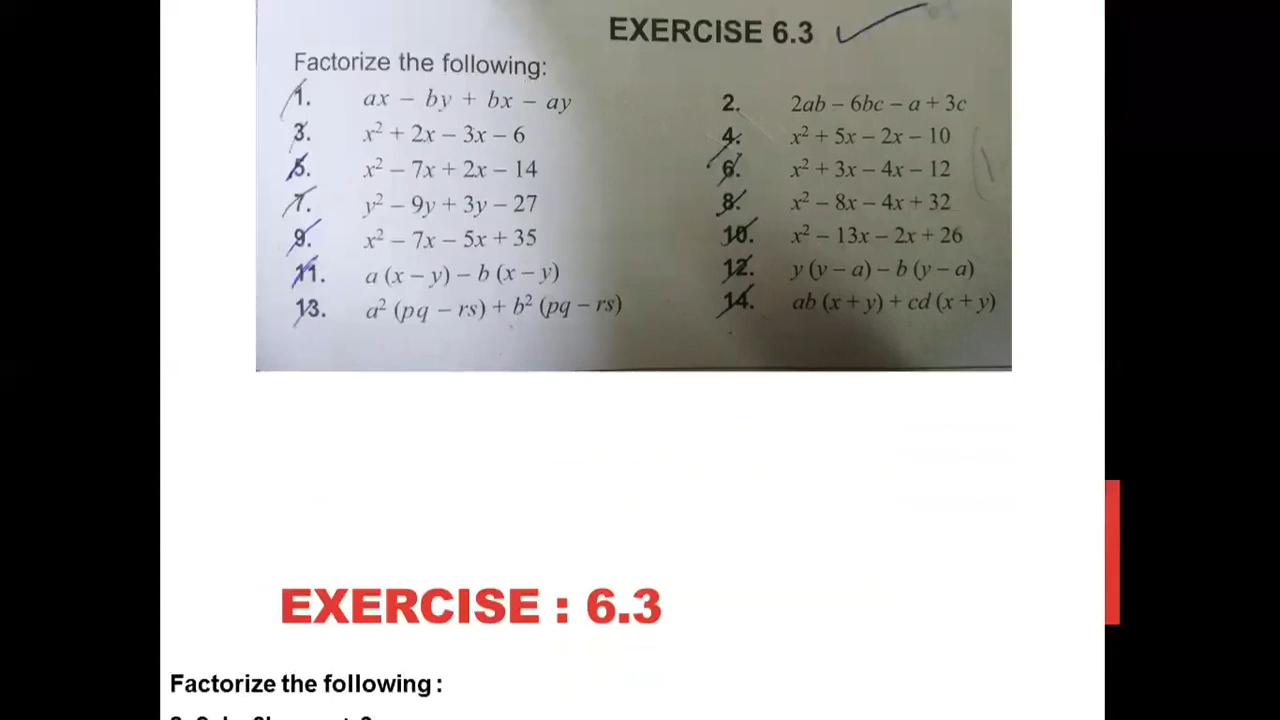 EXERCISE 6.3
Factorize the following:
1. ax − by + bx − ay
2. 2ab − 6bc − a + 3c
3. x² + 2x − 3x − 6
4. x² + 5x − 2x − 10
5. x² − 7x + 2x − 14
6. x² + 3x − 4x − 12
7. y² − 9y + 3y − 27
8. x² − 8x − 4x + 32
9. x² − 7x − 5x + 35
10. x² − 13x − 2x + 26
11. a (x − y) − b (x − y)
12. y (y − a) − b (y − a)
13. a² (pq − rs) + b² (pq − rs)
14. ab (x + y) + cd (x + y)
EXERCISE : 6.3
Factorize the following :